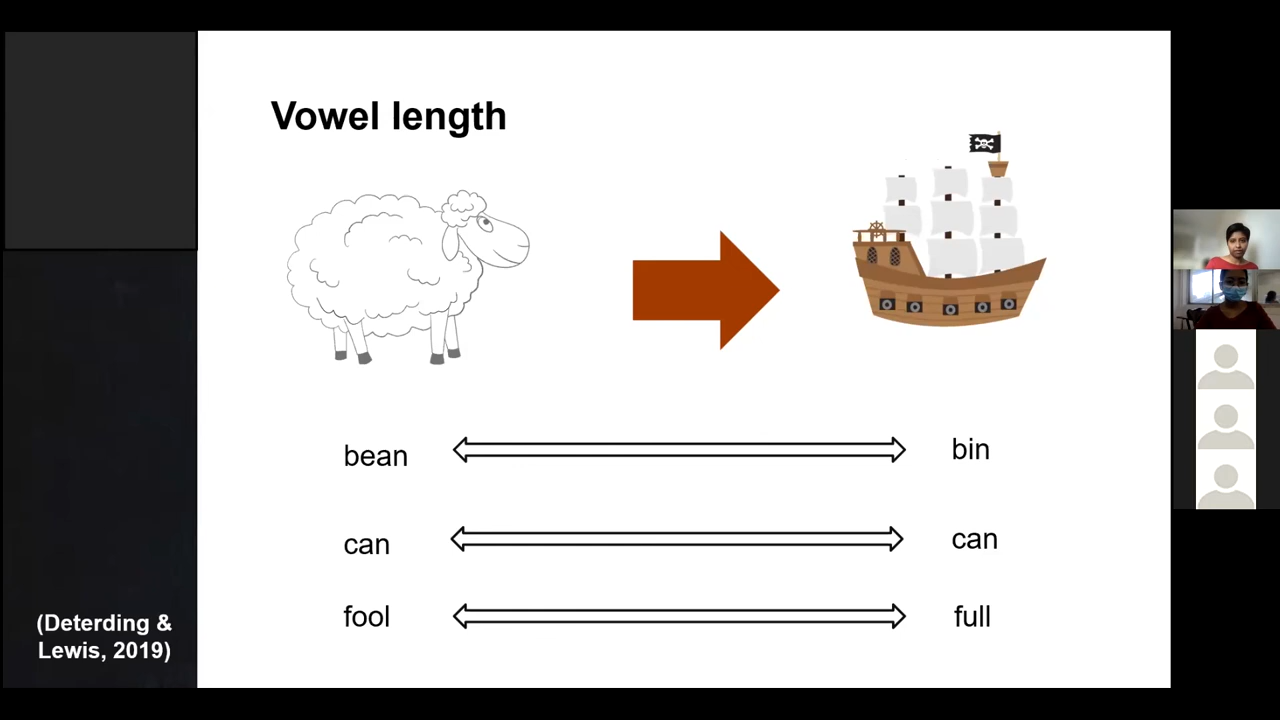 Vowel length
bean bin
can can
fool full
(Deterding &
Lewis, 2019)